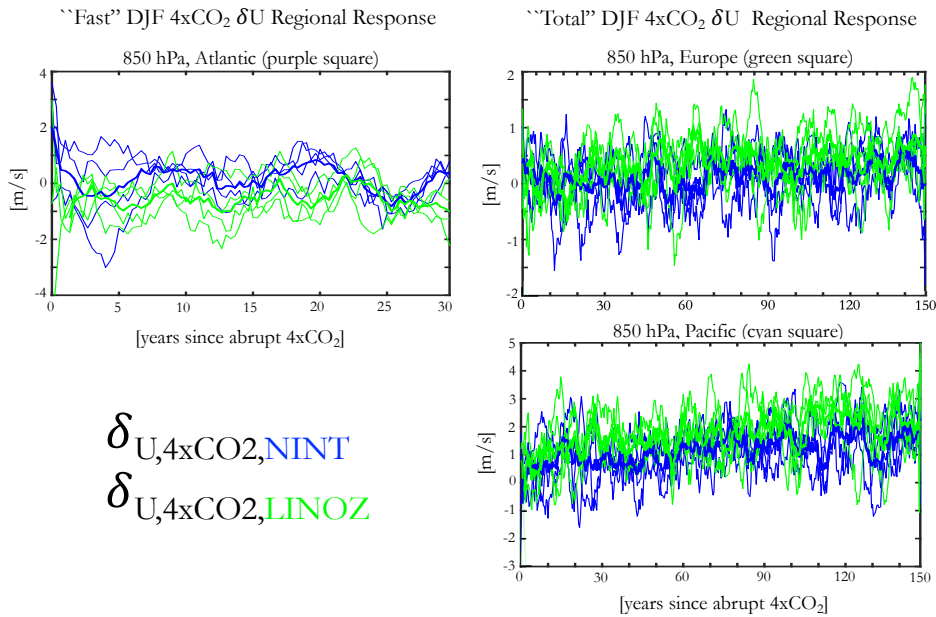 ``Fast” DJF 4xCO₂ δU Regional Response
850 hPa, Atlantic (purple square)
4
2
0
-2
-4
[m/s]
0 5 10 15 20 25 30
[years since abrupt 4xCO₂]
δU,4xCO2,NINT
δU,4xCO2,LINOZ
``Total” DJF 4xCO₂ δU Regional Response
850 hPa, Europe (green square)
2
1
0
-1
-2
[m/s]
0 30 60 90 120 150
850 hPa, Pacific (cyan square)
5
4
3
2
1
0
-1
-2
-3
[m/s]
0 30 60 90 120 150
[years since abrupt 4xCO₂]